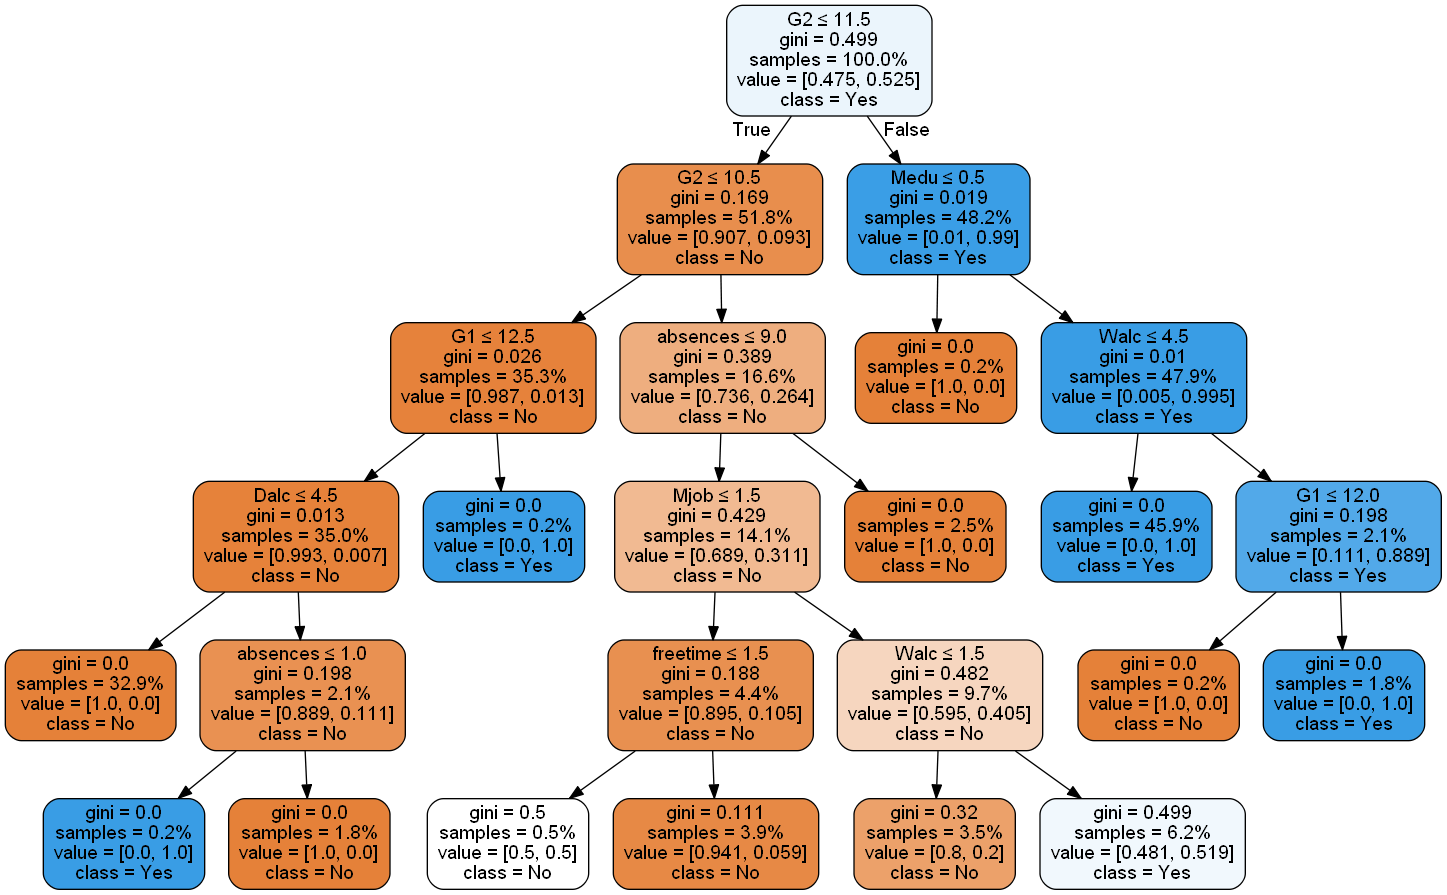 G2 ≤ 11.5
gini = 0.499
samples = 100.0%
value = [0.475, 0.525]
class = Yes
True
False
G2 ≤ 10.5
gini = 0.169
samples = 51.8%
value = [0.907, 0.093]
class = No
Medu ≤ 0.5
gini = 0.019
samples = 48.2%
value = [0.01, 0.99]
class = Yes
G1 ≤ 12.5
gini = 0.026
samples = 35.3%
value = [0.987, 0.013]
class = No
absences ≤ 9.0
gini = 0.389
samples = 16.6%
value = [0.736, 0.264]
class = No
gini = 0.0
samples = 0.2%
value = [1.0, 0.0]
class = No
Walc ≤ 4.5
gini = 0.01
samples = 47.9%
value = [0.005, 0.995]
class = Yes
Dalc ≤ 4.5
gini = 0.013
samples = 35.0%
value = [0.993, 0.007]
class = No
gini = 0.0
samples = 0.2%
value = [0.0, 1.0]
class = Yes
Mjob ≤ 1.5
gini = 0.429
samples = 14.1%
value = [0.689, 0.311]
class = No
gini = 0.0
samples = 2.5%
value = [1.0, 0.0]
class = No
gini = 0.0
samples = 45.9%
value = [0.0, 1.0]
class = Yes
G1 ≤ 12.0
gini = 0.198
samples = 2.1%
value = [0.111, 0.889]
class = Yes
gini = 0.0
samples = 32.9%
value = [1.0, 0.0]
class = No
absences ≤ 1.0
gini = 0.198
samples = 2.1%
value = [0.889, 0.111]
class = No
freetime ≤ 1.5
gini = 0.188
samples = 4.4%
value = [0.895, 0.105]
class = No
Walc ≤ 1.5
gini = 0.482
samples = 9.7%
value = [0.595, 0.405]
class = No
gini = 0.0
samples = 0.2%
value = [1.0, 0.0]
class = No
gini = 0.0
samples = 1.8%
value = [0.0, 1.0]
class = Yes
gini = 0.0
samples = 0.2%
value = [0.0, 1.0]
class = Yes
gini = 0.0
samples = 1.8%
value = [1.0, 0.0]
class = No
gini = 0.5
samples = 0.5%
value = [0.5, 0.5]
class = No
gini = 0.111
samples = 3.9%
value = [0.941, 0.059]
class = No
gini = 0.32
samples = 3.5%
value = [0.8, 0.2]
class = No
gini = 0.499
samples = 6.2%
value = [0.481, 0.519]
class = Yes